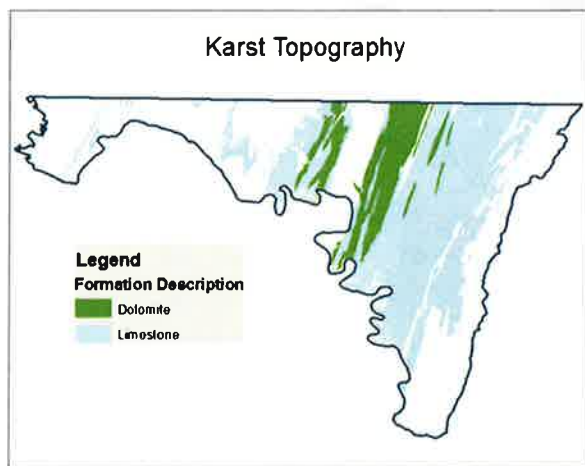 Karst Topography
Legend
Formation Description
Dolomite
Limestone